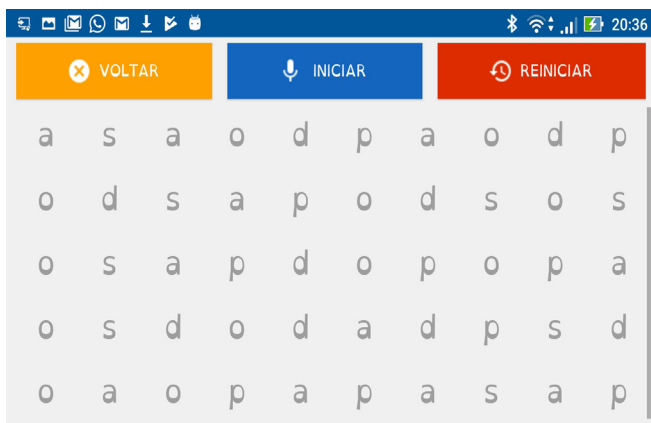 20:36
VOLTAR INICIAR REINICIAR
a s a o d p a o d p
o d s a p o d s o s
o s a p d o p o p a
o s d o d a d p s d
o a o p a p a s a p